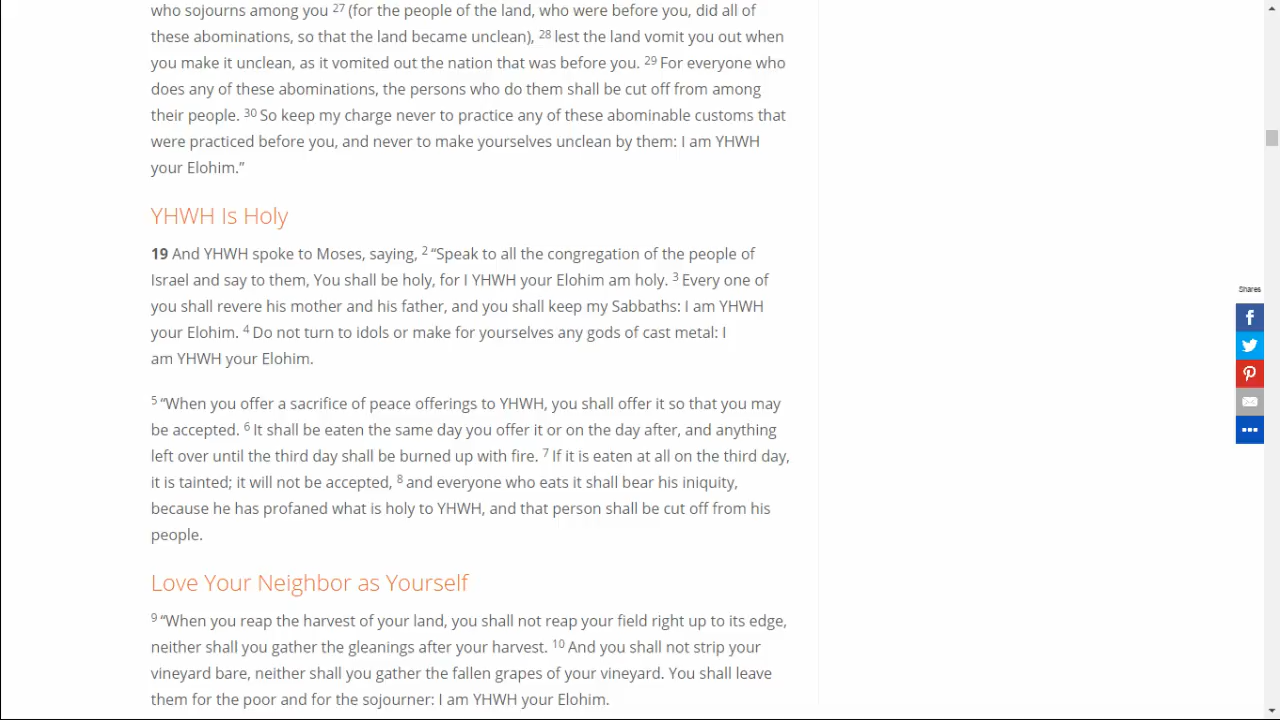 who sojourns among you 27 (for the people of the land, who were before you, did all of
these abominations, so that the land became unclean), 28 lest the land vomit you out when
you make it unclean, as it vomited out the nation that was before you. 29 For everyone who
does any of these abominations, the persons who do them shall be cut off from among
their people. 30 So keep my charge never to practice any of these abominable customs that
were practiced before you, and never to make yourselves unclean by them: I am YHWH
your Elohim.”
YHWH Is Holy
19 And YHWH spoke to Moses, saying, 2 “Speak to all the congregation of the people of
Israel and say to them, You shall be holy, for I YHWH your Elohim am holy. 3 Every one of
you shall revere his mother and his father, and you shall keep my Sabbaths: I am YHWH
your Elohim. 4 Do not turn to idols or make for yourselves any gods of cast metal: I
am YHWH your Elohim.
5 “When you offer a sacrifice of peace offerings to YHWH, you shall offer it so that you may
be accepted. 6 It shall be eaten the same day you offer it or on the day after, and anything
left over until the third day shall be burned up with fire. 7 If it is eaten at all on the third day,
it is tainted; it will not be accepted, 8 and everyone who eats it shall bear his iniquity,
because he has profaned what is holy to YHWH, and that person shall be cut off from his
people.
Love Your Neighbor as Yourself
9 “When you reap the harvest of your land, you shall not reap your field right up to its edge,
neither shall you gather the gleanings after your harvest. 10 And you shall not strip your
vineyard bare, neither shall you gather the fallen grapes of your vineyard. You shall leave
them for the poor and for the sojourner: I am YHWH your Elohim.
Shares